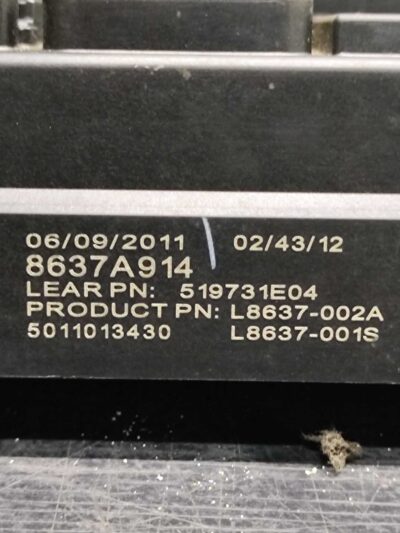 06/09/2011 02/43/12
8637A914
LEAR PN: 519731E04
PRODUCT PN: L8637-002A
5011013430 L8637-001S